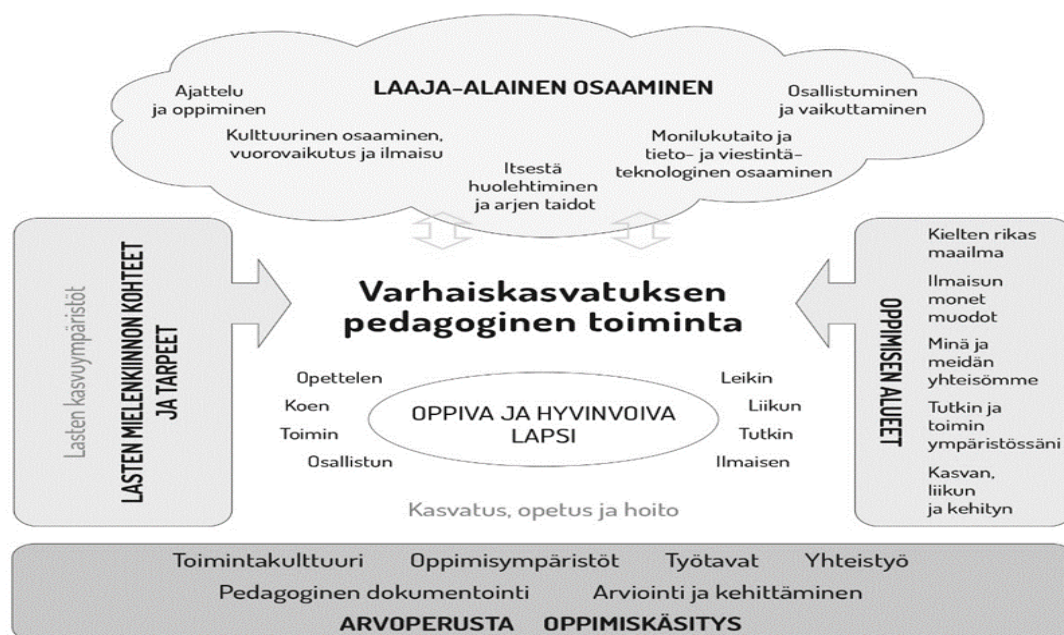 LAAJA-ALAINEN OSAAMINEN
Ajattelu
ja oppiminen
Kulttuurinen osaaminen,
vuorovaikutus ja ilmaisu
Itsestä
huolehtiminen
ja arjen taidot
Monilukutaito ja
tieto- ja viestintä-
teknologinen osaaminen
Osallistuminen
ja vaikuttaminen
Lasten kasvuympäristöt
LASTEN MIELENKIINNON KOHTEET
JA TARPEET
Varhaiskasvatuksen
pedagoginen toiminta
Opettelen
Koen
Toimin
Osallistun
OPPIVA JA HYVINVOIVA
LAPSI
Leikin
Liikun
Tutkin
Ilmaisen
Kasvatus, opetus ja hoito
OPPIMISEN ALUEET
Kielten rikas
maailma
Ilmaisun
monet
muodot
Minä ja
meidän
yhteisömme
Tutkin ja
toimin
ympäristössäni
Kasvan,
liikun
ja kehityn
Toimintakulttuuri Oppimisympäristöt Työtavat Yhteistyö
Pedagoginen dokumentointi Arviointi ja kehittäminen
ARVOPERUSTA OPPIMISKÄSITYS